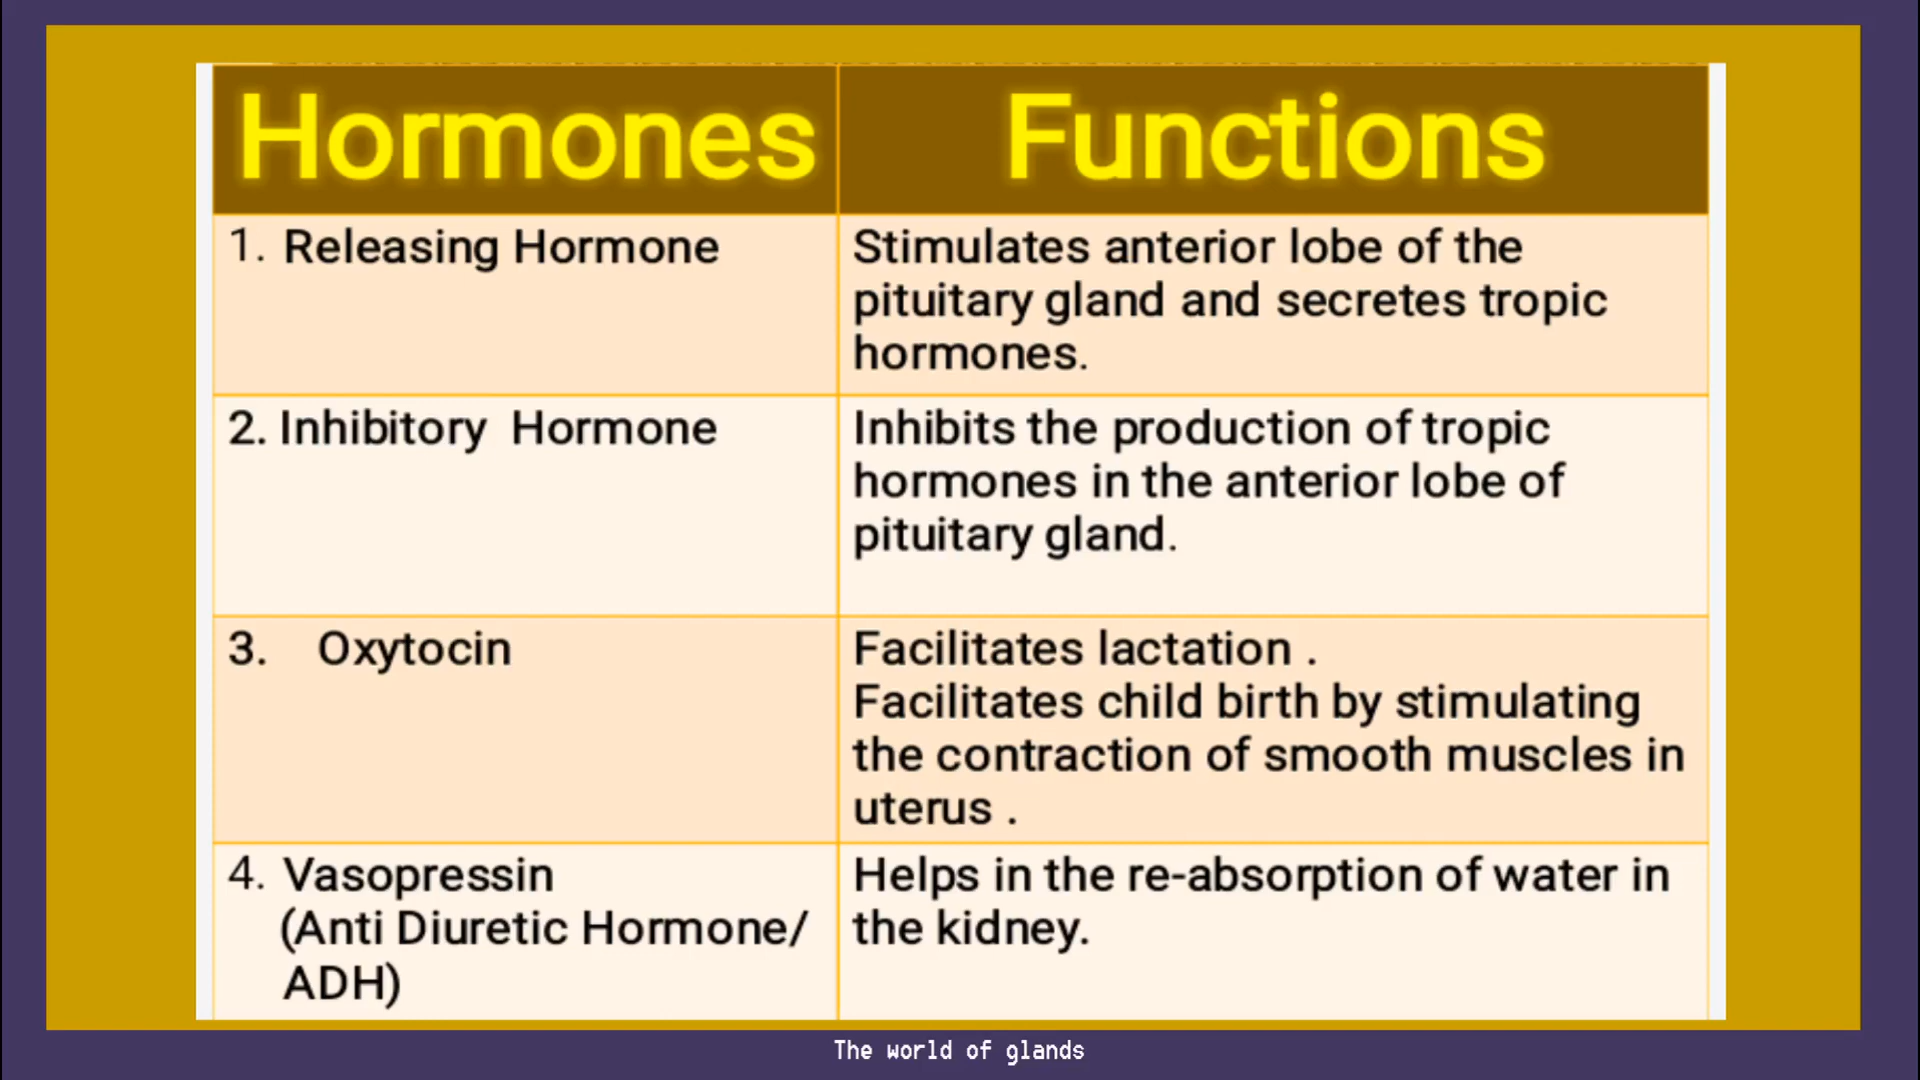 Hormones Functions
1. Releasing Hormone
Stimulates anterior lobe of the
pituitary gland and secretes tropic
hormones.
2. Inhibitory Hormone
Inhibits the production of tropic
hormones in the anterior lobe of
pituitary gland.
3. Oxytocin
Facilitates lactation .
Facilitates child birth by stimulating
the contraction of smooth muscles in
uterus .
4. Vasopressin
(Anti Diuretic Hormone/
ADH)
Helps in the re-absorption of water in
the kidney.
The world of glands